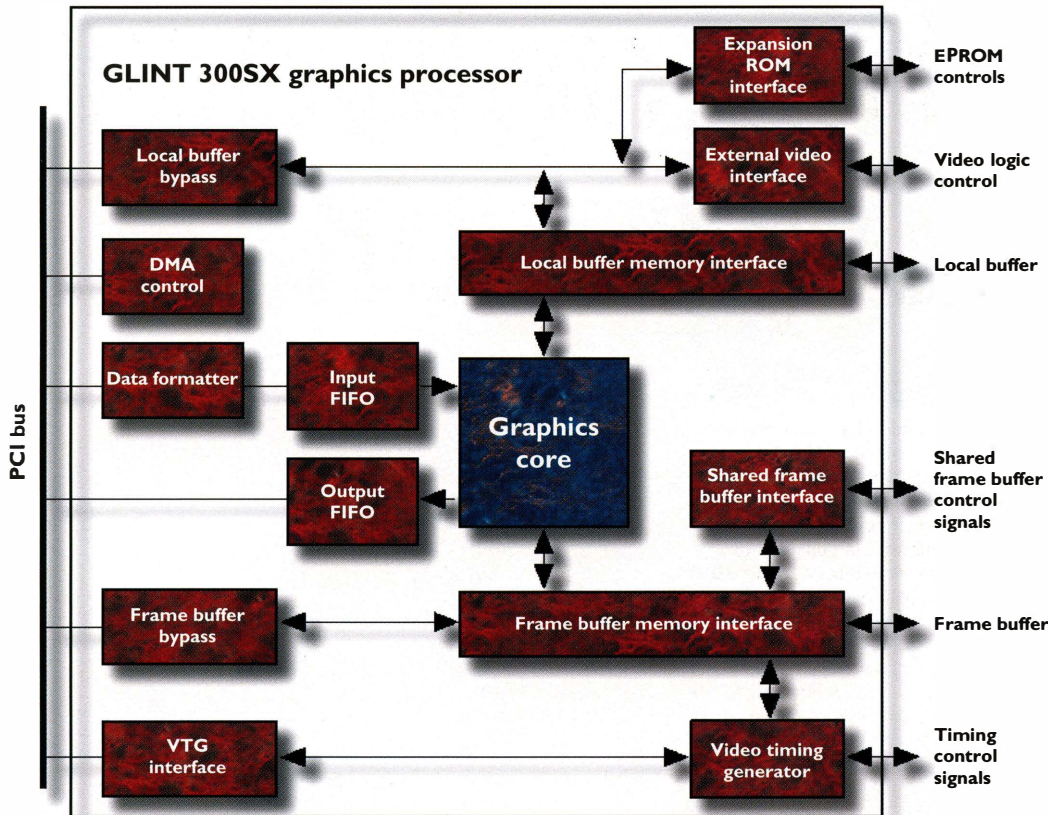 GLINT 300SX graphics processor
Expansion
ROM
interface
EPROM
controls
Local buffer
bypass
External video
interface
Video logic
control
DMA
control
Local buffer memory interface
Local buffer
Data formatter
Input
FIFO
Graphics
core
PCI bus
Output
FIFO
Shared frame
buffer interface
Shared
frame buffer
control
signals
Frame buffer
bypass
Frame buffer memory interface
Frame buffer
VTG
interface
Video timing
generator
Timing
control
signals